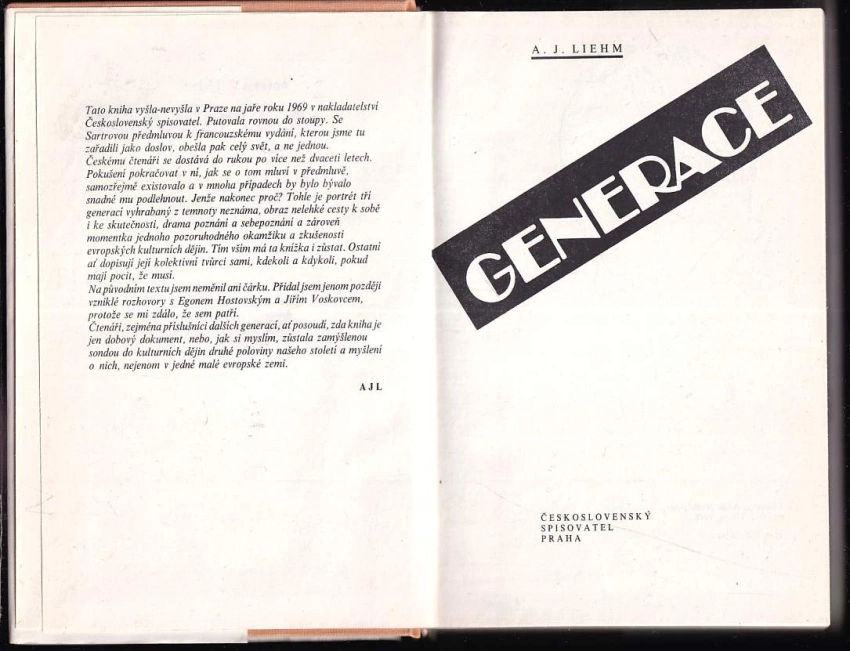 Tato kniha vyšla-nevyšla v Praze na jaře roku 1969 v nakladatelství
Československý spisovatel. Putovala rovnou do stoupy. Se
Sartrovou předmluvou k francouzskému vydání, kterou jsme tu
zařadili jako doslov, obešla pak celý svět, a ne jednou.
Českému čtenáři se dostává do rukou po více než dvaceti letech.
Pokušení pokračovat v ní, jak se o tom mluví v předmluvě,
samozřejmě existovalo a v mnoha případech by bylo bývalo
snadné mu podlehnout. Jenže nakonec proč? Tohle je portrét tří
generací vyhrabaný z temnoty neznáma, obraz nelehké cesty k sobě
i ke skutečnosti, drama poznání a sebepoznání a zároveň
momentka jednoho pozoruhodného okamžiku a zkušenosti
evropských kulturních dějin. Tím vším má ta knížka i zůstat. Ostatní
ať dopisují její kolektivní tvůrci sami, kdekoli a kdykoli, pokud
mají pocit, že musí.
Na původním textu jsem neměnil ani čárku. Přidal jsem jenom později
vzniklé rozhovory s Egonem Hostovským a Jiřím Voskovcem,
protože se mi zdálo, že sem patří.
Čtenáři, zejména příslušníci dalších generací, ať posoudí, zda kniha je
jen dobový dokument, nebo, jak si myslím, zůstala zamýšlenou
sondou do kulturních dějin druhé poloviny našeho století a myšlení
o nich, nejenom v jedné malé evropské zemi.
AJL
A. J. LIEHM
GENERACE
ČESKOSLOVENSKÝ
SPISOVATEL
PRAHA